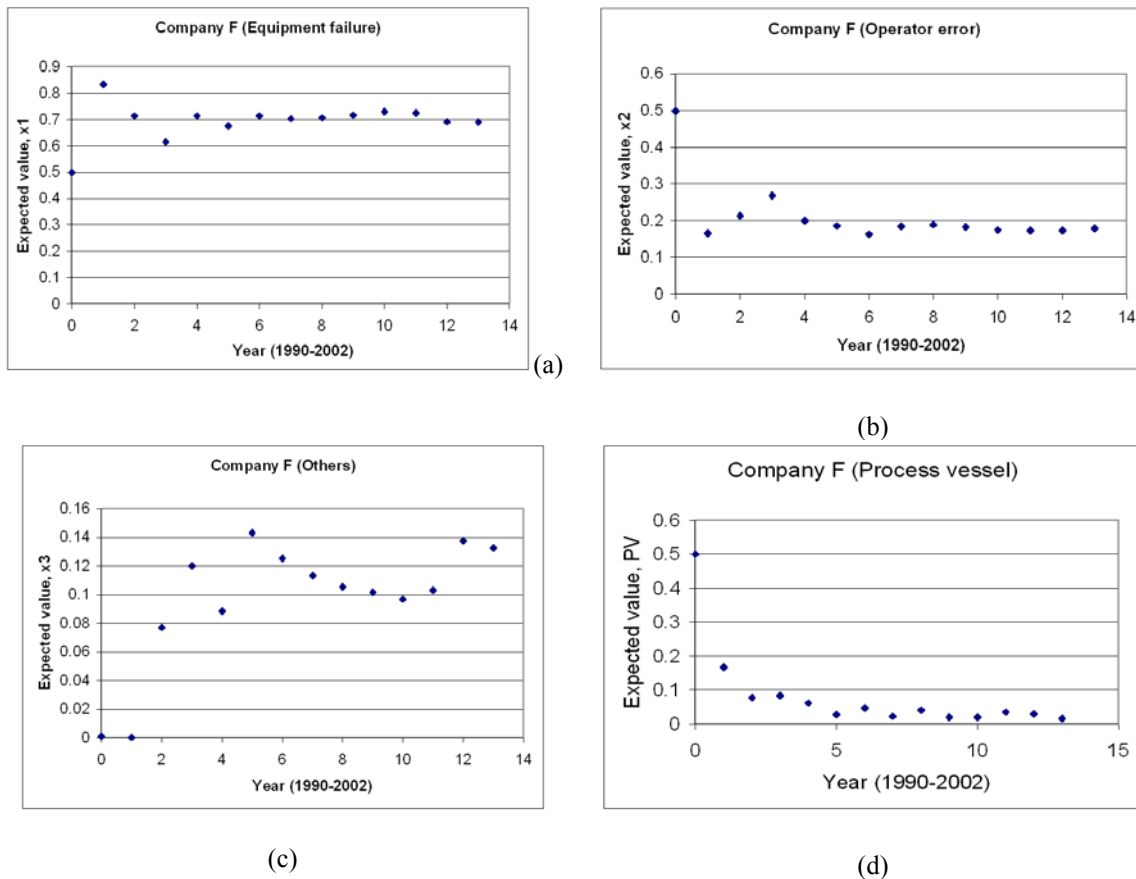 Company F (Equipment failure)
Expected value, x1
0.9
0.8
0.7
0.6
0.5
0.4
0.3
0.2
0.1
0
0 2 4 6 8 10 12 14
Year (1990-2002)
(a)
Company F (Operator error)
Expected value, x2
0.6
0.5
0.4
0.3
0.2
0.1
0
0 2 4 6 8 10 12 14
Year (1990-2002)
(b)
Company F (Others)
Expected value, x3
0.16
0.14
0.12
0.1
0.08
0.06
0.04
0.02
0
0 2 4 6 8 10 12 14
Year (1990-2002)
(c)
Company F (Process vessel)
Expected value, PV
0.6
0.5
0.4
0.3
0.2
0.1
0
0 5 10 15
Year (1990-2002)
(d)